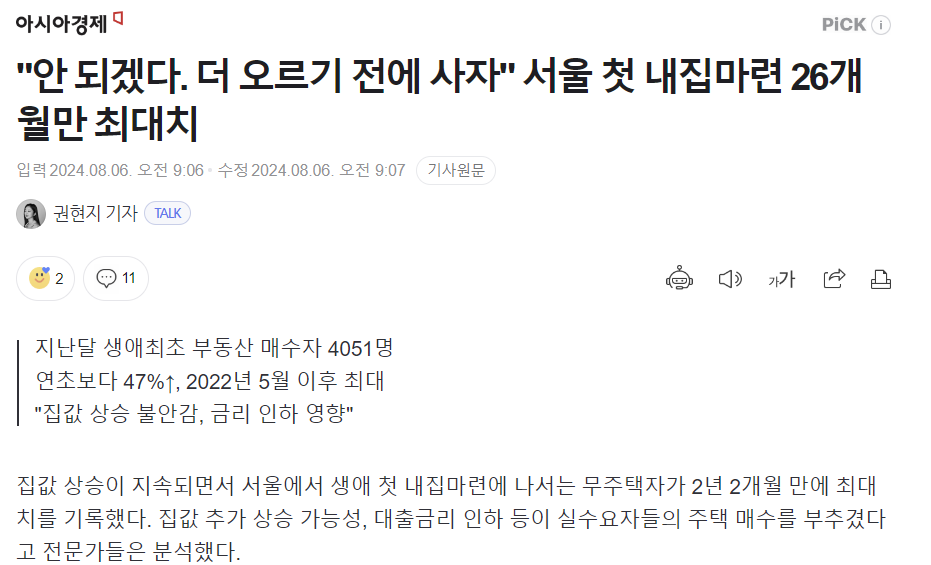 아시아경제
PiCK
"안 되겠다. 더 오르기 전에 사자" 서울 첫 내집마련 26개
월만 최대치
입력 2024.08.06. 오전 9:06 · 수정 2024.08.06. 오전 9:07 기사원문
권현지 기자 TALK
2 11
가가
지난달 생애최초 부동산 매수자 4051명
연초보다 47%↑, 2022년 5월 이후 최대
"집값 상승 불안감, 금리 인하 영향"
집값 상승이 지속되면서 서울에서 생애 첫 내집마련에 나서는 무주택자가 2년 2개월 만에 최대
치를 기록했다. 집값 추가 상승 가능성, 대출금리 인하 등이 실수요자들의 주택 매수를 부추겼다
고 전문가들은 분석했다.